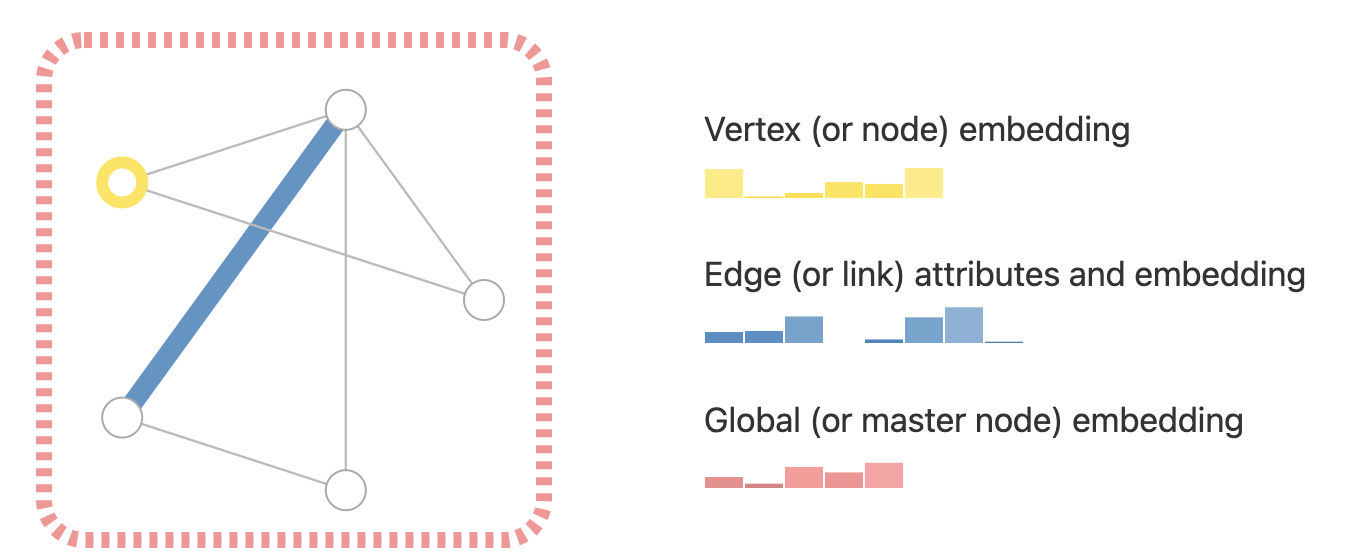 Vertex (or node) embedding
Edge (or link) attributes and embedding
Global (or master node) embedding